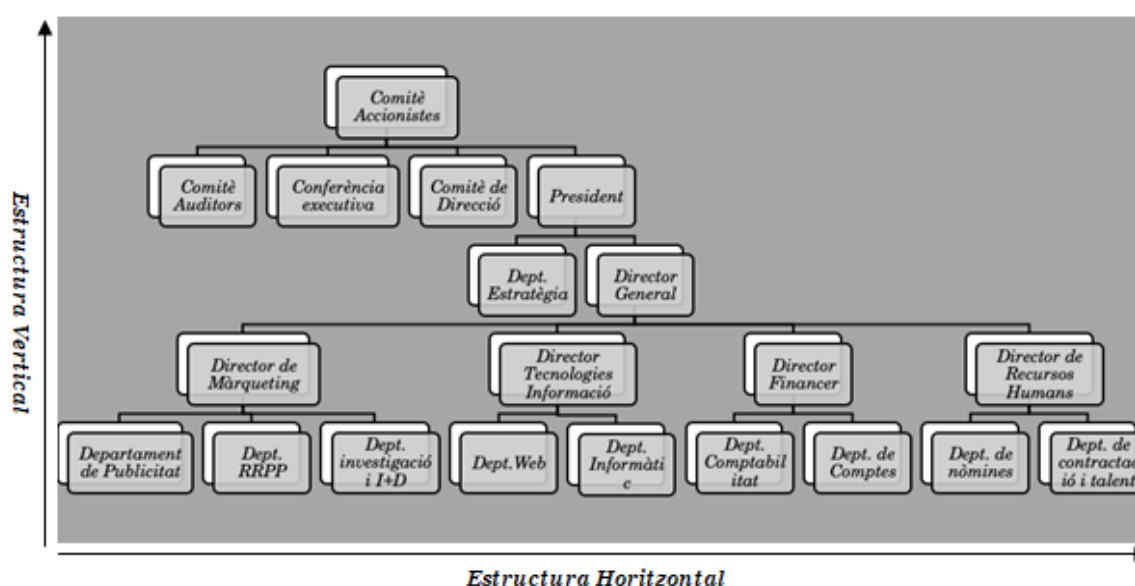 Comitè
Accionistes
Comitè
Auditors
Conferència
executiva
Comitè de
Direcció
President
Dept.
Estratègia
Director
General
Director de
Màrqueting
Director
Tecnologies
Informació
Director
Financer
Director de
Recursos
Humans
Departament
de Publicitat
Dept.
RRPP
Dept.
investigació
i I+D
Dept.Web
Dept.
Informàti
c
Dept.
Comptabil
itat
Dept. de
Comptes
Dept. de
nòmines
Dept. de
contractac
ió i talent
Estructura Vertical
Estructura Horitzontal